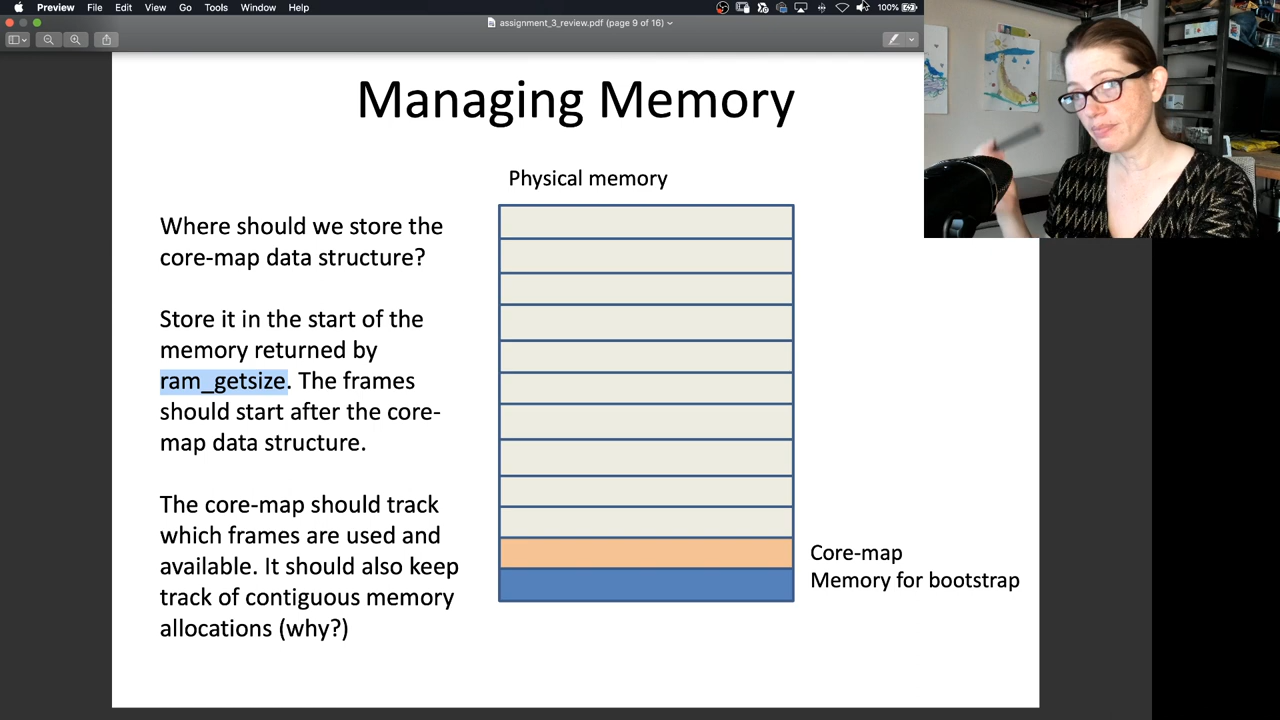 Preview File Edit View Go Tools Window Help
100%
assignment_3_review.pdf (page 9 of 16)
Managing Memory
Physical memory
Where should we store the
core-map data structure?
Store it in the start of the
memory returned by
ram_getsize. The frames
should start after the core-
map data structure.
The core-map should track
which frames are used and
available. It should also keep
track of contiguous memory
allocations (why?)
Core-map
Memory for bootstrap